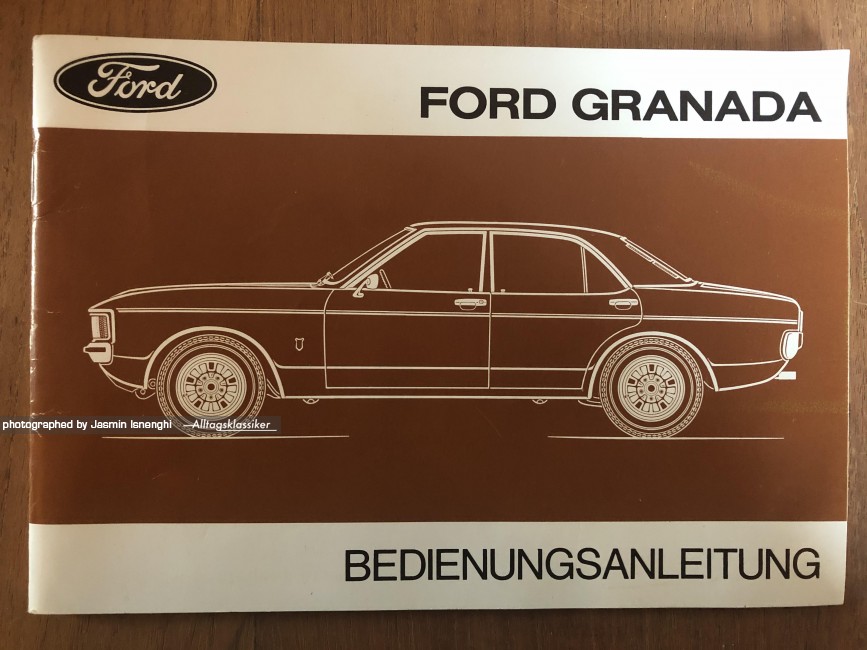 Ford
FORD GRANADA
photographed by Jasmin Isnenghi — Alltagsklassiker
BEDIENUNGSANLEITUNG